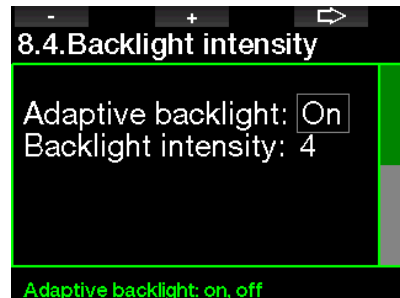 - +
8.4.Backlight intensity
Adaptive backlight: On
Backlight intensity: 4
Adaptive backlight: on, off